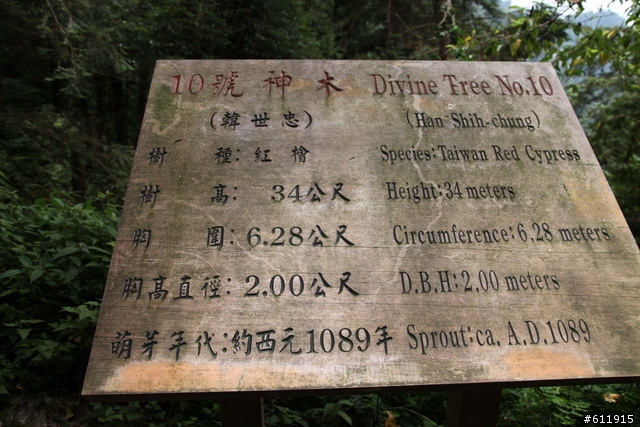 10號神木 Divine Tree No.10
(韓世忠) (Han Shih-chung)
樹種:紅檜 Species:Taiwan Red Cypress
樹高: 34公尺 Height:34 meters
胸圍:6.28公尺 Circumference:6.28 meters
胸高直徑:2.00公尺 D.B.H:2.00 meters
萌芽年代:約西元1089年 Sprout:ca. A.D.1089
#611915